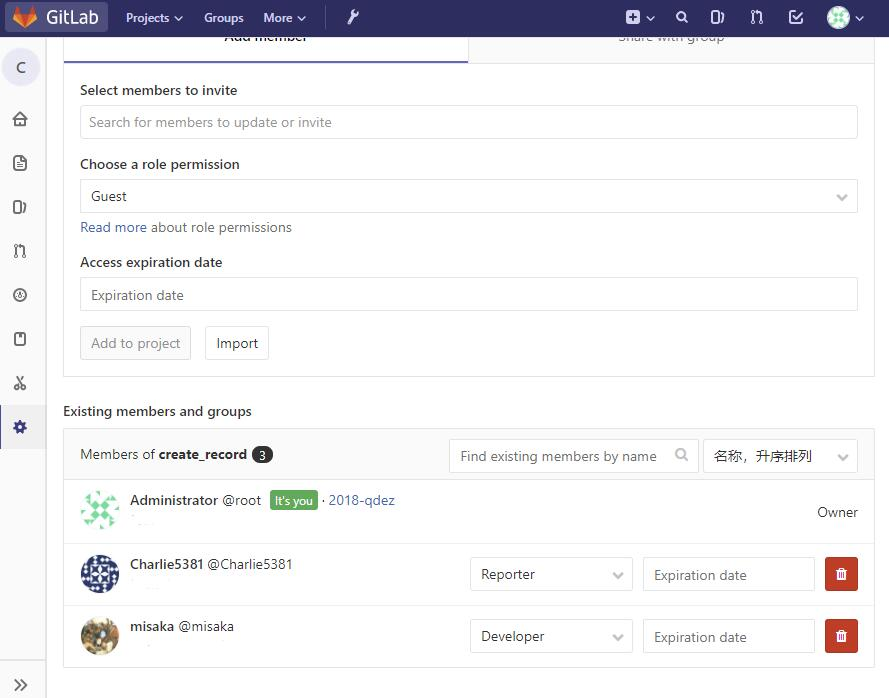 GitLab Projects Groups More
Add member Share with group
C
Select members to invite
Search for members to update or invite
Choose a role permission
Guest
Read more about role permissions
Access expiration date
Expiration date
Add to project Import
Existing members and groups
Members of create_record 3 Find existing members by name 名称，升序排列
Administrator @root It's you · 2018-qdez
Owner
Charlie5381 @Charlie5381
Reporter Expiration date
misaka @misaka
Developer Expiration date